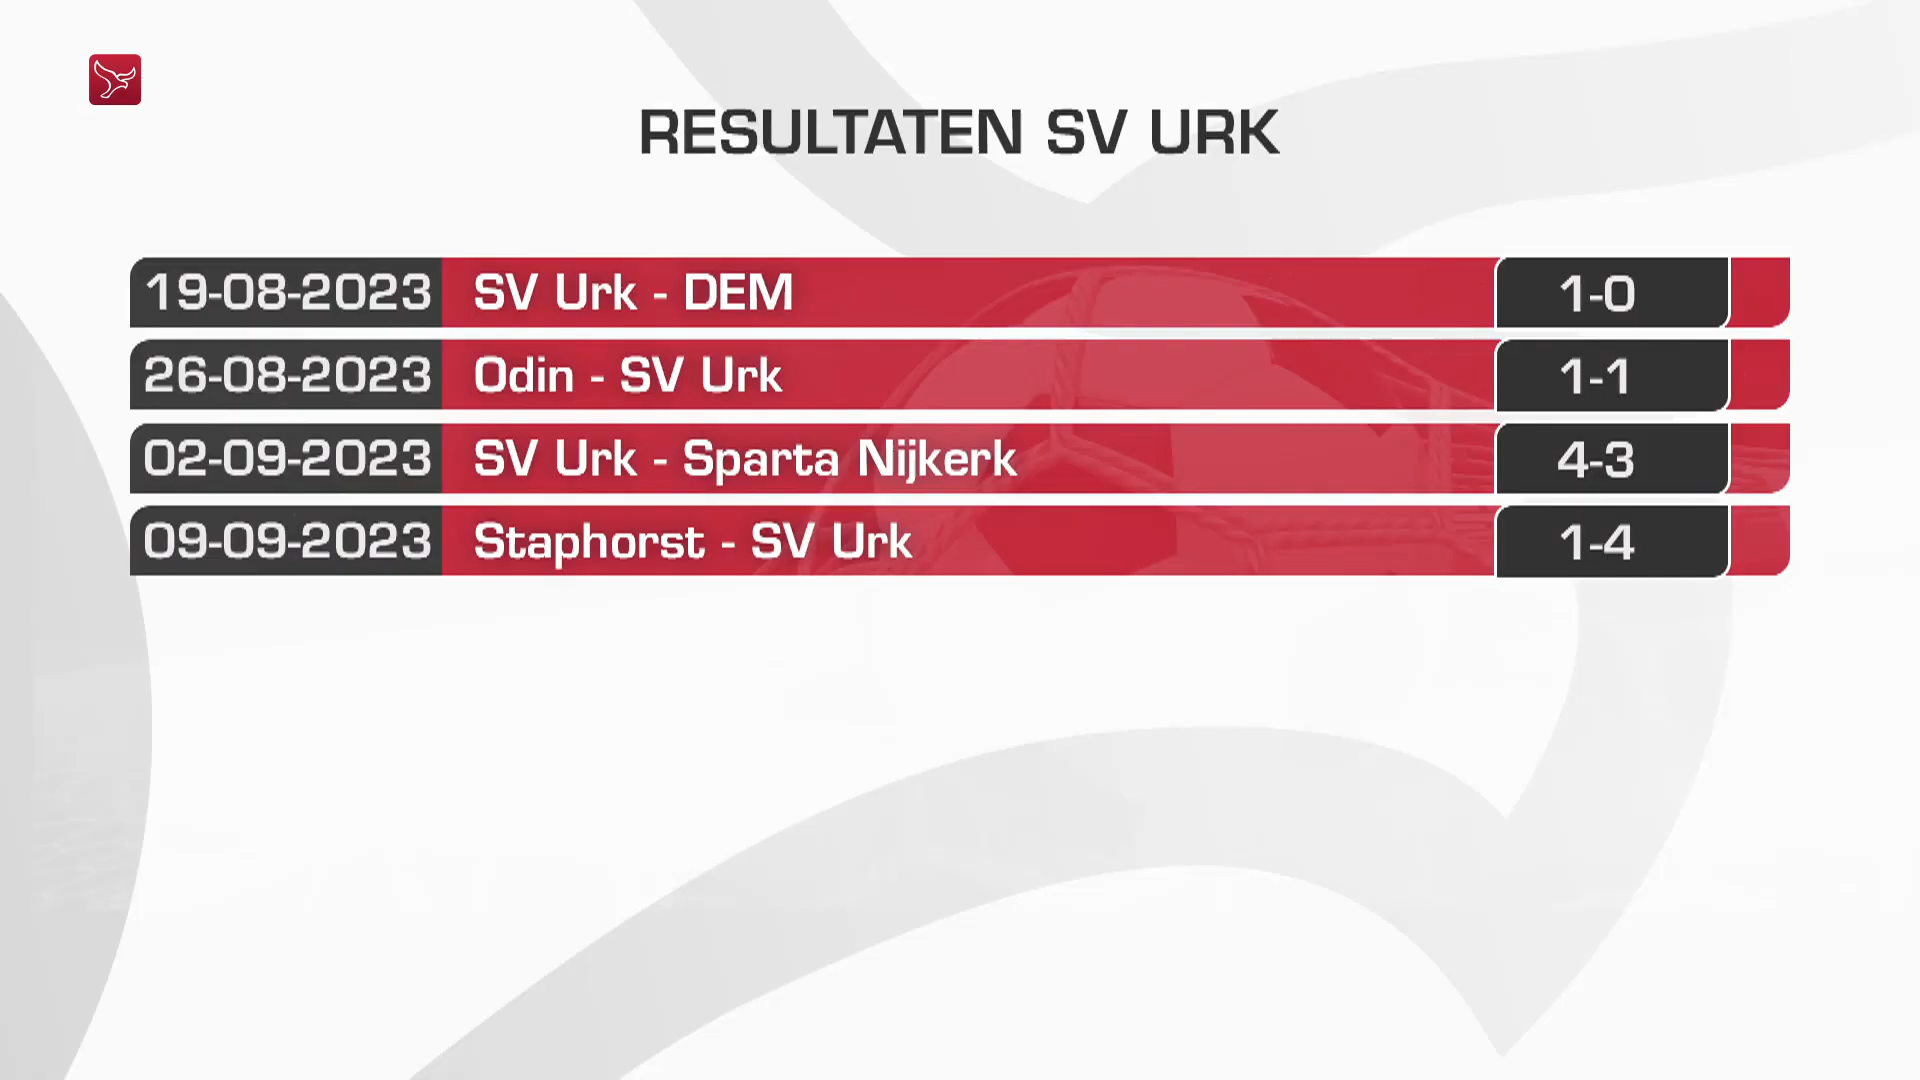 RESULTATEN SV URK
19-08-2023 SV Urk - DEM 1-0
26-08-2023 Odin - SV Urk 1-1
02-09-2023 SV Urk - Sparta Nijkerk 4-3
09-09-2023 Staphorst - SV Urk 1-4